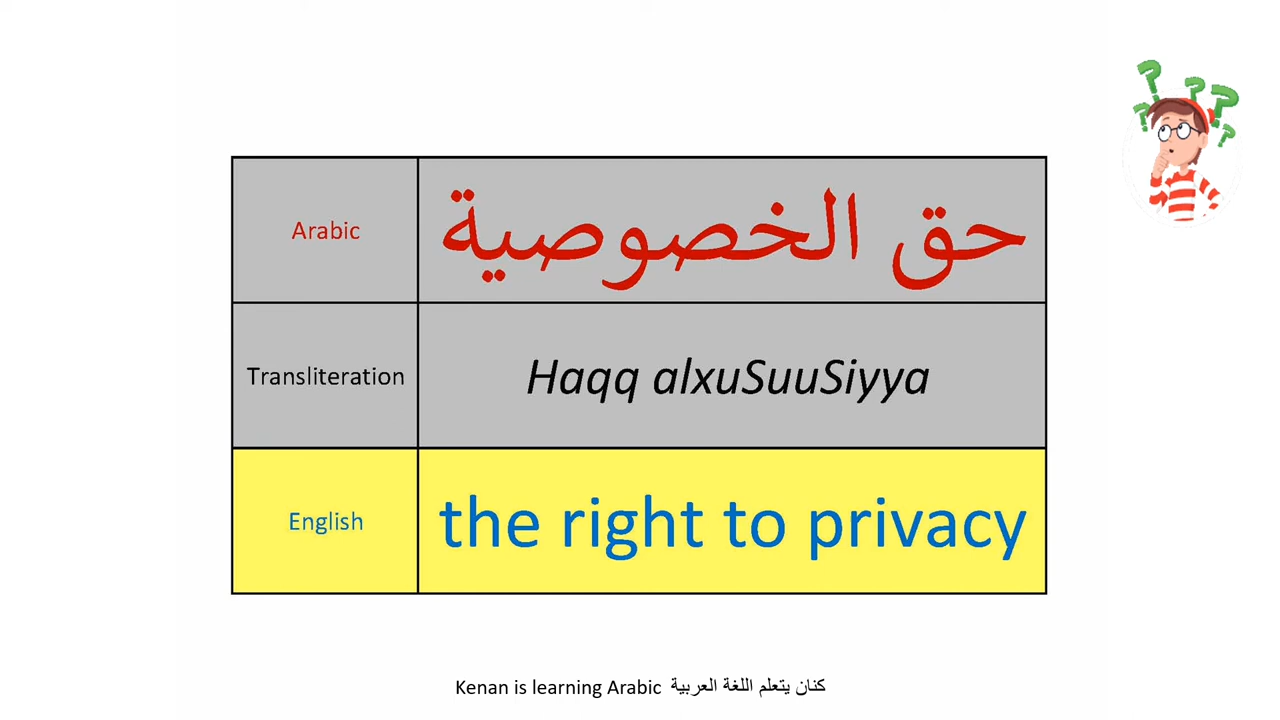 Arabic حق الخصوصية
Transliteration Haqq alxuSuuSiyya
English the right to privacy
Kenan is learning Arabic كنان يتعلم اللغة العربية